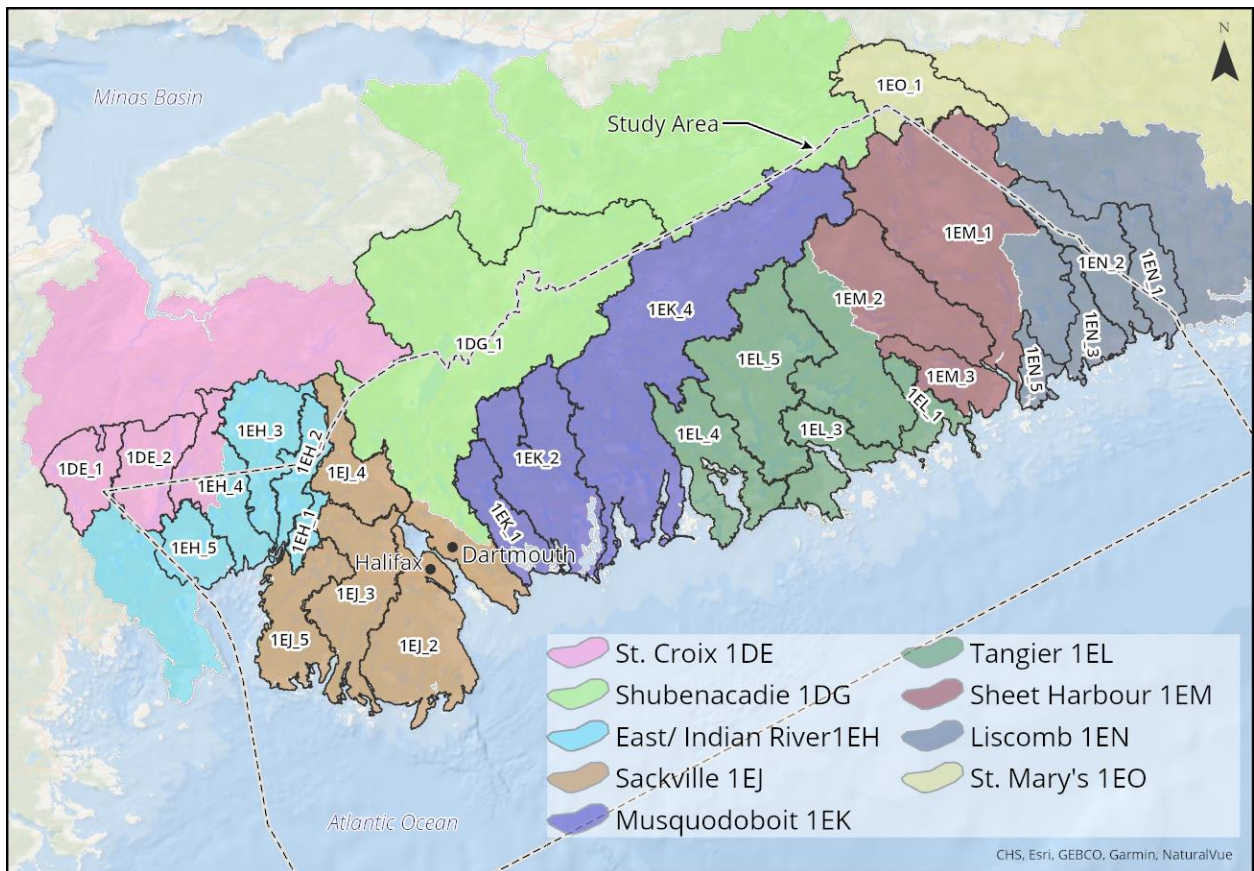 N
Minas Basin
1EO_1
Study Area
1EM_1
1EN_2
1EN_1
1EM_2
1EK_4
1DG_1
1EL_5
1EN_3
1EM_3
1EN_5
1EL_1
1EH_3
1EH_2
1EL_3
1EL_4
1DE_1
1DE_2
1EK_2
1EJ_4
1EH_4
1EK_1
1EH_1
1EH_5
Dartmouth
Halifax
1EJ_3
1EJ_5
1EJ_2
St. Croix 1DE
Shubenacadie 1DG
East/ Indian River1EH
Sackville 1EJ
Musquodoboit 1EK
Tangier 1EL
Sheet Harbour 1EM
Liscomb 1EN
St. Mary's 1EO
Atlantic Ocean
CHS, Esri, GEBCO, Garmin, NaturalVue